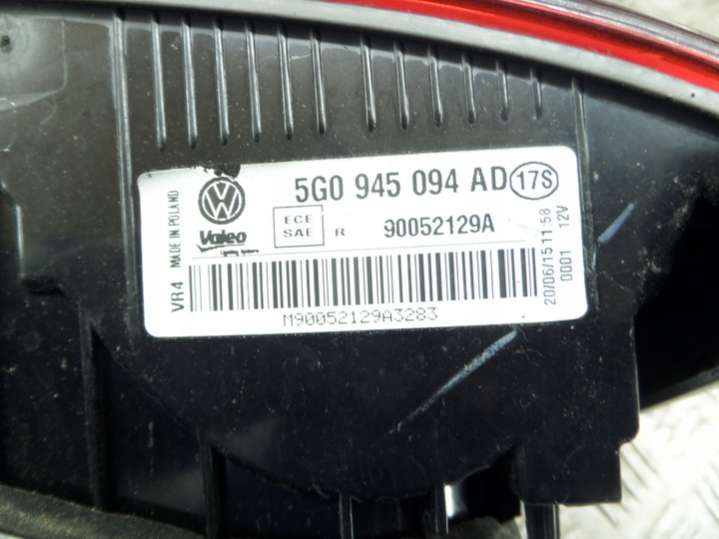 5G0 945 094 AD 17S
VW
Valeo
ECE
SAE
R
90052129A
MADE IN POLAND
VR4
20/06/15 11:58
0001 12V
M90052129A3283